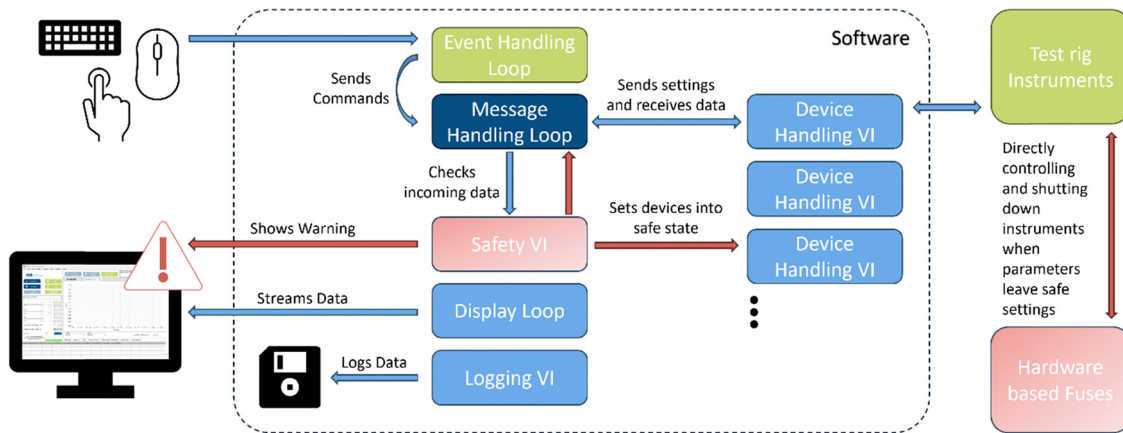 Software
Event Handling
Loop
Sends
Commands
Message
Handling Loop
Sends settings
and receives data
Device
Handling VI
Test rig
Instruments
Checks
incoming data
Device
Handling VI
Directly
controlling
and shutting
down
instruments
when
parameters
leave safe
settings
Shows Warning
Safety VI
Sets devices into
safe state
Device
Handling VI
Streams Data
Display Loop
Logs Data
Logging VI
Hardware
based Fuses